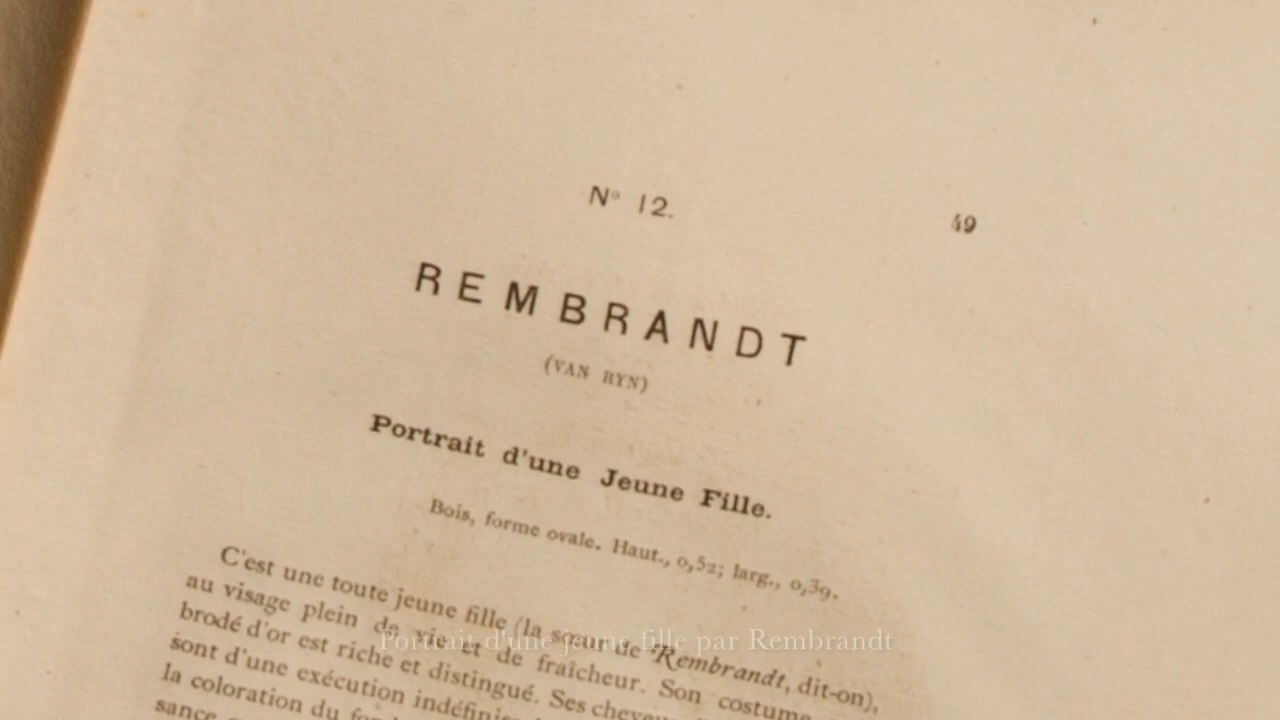 N° 12.
49
REMBRANDT
(VAN RYN)
Portrait d'une Jeune Fille.
Bois, forme ovale. Haut., 0,52; larg., 0,39.
C'est une toute jeune fille (la sœur de Rembrandt, dit-on),
au visage plein de vie et de fraîcheur. Son costume
brodé d'or est riche et distingué. Ses
sont d'une exécution
la coloration du
Portrait d'une jeune fille par Rembrandt